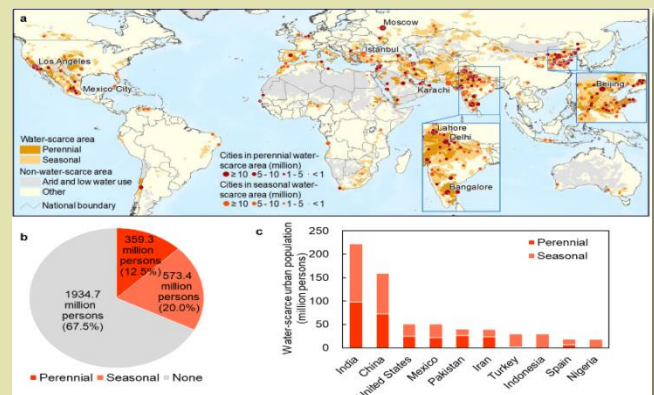 a
Moscow
Istanbul
Los Angeles
Mexico City
Karachi
Beijing
Lahore
Delhi
Bangalore
Water-scarce area
Perennial
Seasonal
Non-water-scarce area
Arid and low water use
Other
National boundary
Cities in perennial water-
scarce area (million)
≥ 10 5 - 10 1 - 5 < 1
Cities in seasonal water-
scarce area (million)
≥ 10 5 - 10 1 - 5 < 1
b
359.3
million
persons
(12.5%)
573.4
million
persons
(20.0%)
1934.7
million
persons
(67.5%)
Perennial Seasonal None
c
Water-scarce urban population
(million persons)
250
200
150
100
50
0
Perennial
Seasonal
India
China
United States
Mexico
Pakistan
Iran
Turkey
Indonesia
Spain
Nigeria